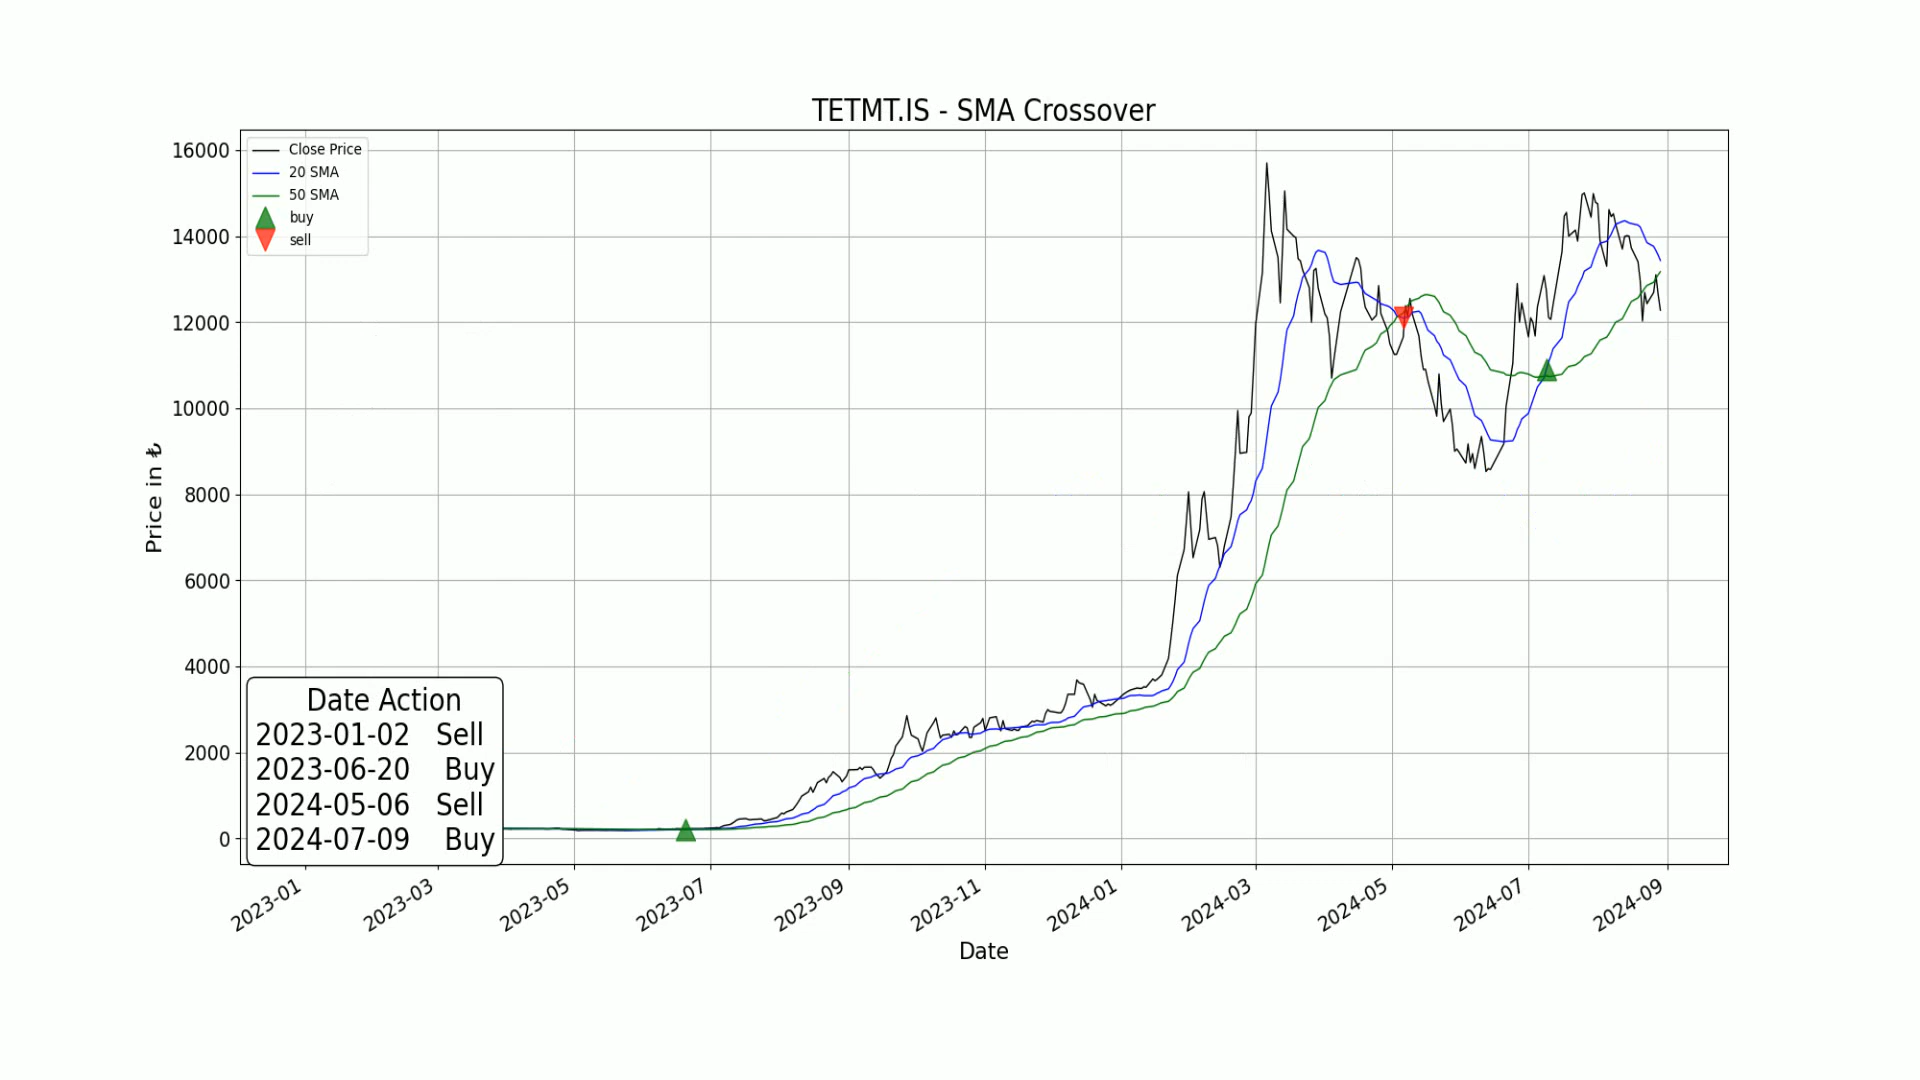 TETMT.IS - SMA Crossover
Close Price
20 SMA
50 SMA
buy
sell
16000
14000
12000
10000
8000
6000
4000
2000
0
Price in ₺
Date Action
2023-01-02 Sell
2023-06-20 Buy
2024-05-06 Sell
2024-07-09 Buy
2023-01
2023-03
2023-05
2023-07
2023-09
2023-11
2024-01
2024-03
2024-05
2024-07
2024-09
Date